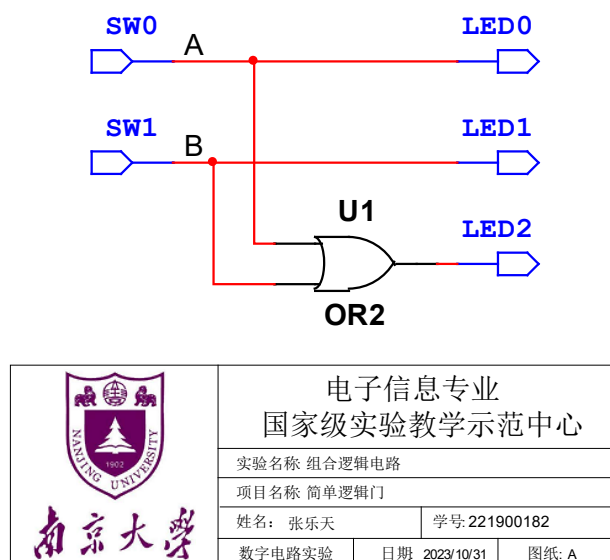 SW0
A
LED0
SW1
B
LED1
U1
LED2
OR2
电子信息专业
国家级实验教学示范中心
NANJING UNIVERSITY
1902
南京大学
实验名称 组合逻辑电路
项目名称 简单逻辑门
姓名: 张乐天
学号:221900182
数字电路实验
日期 2023/10/31
图纸: A